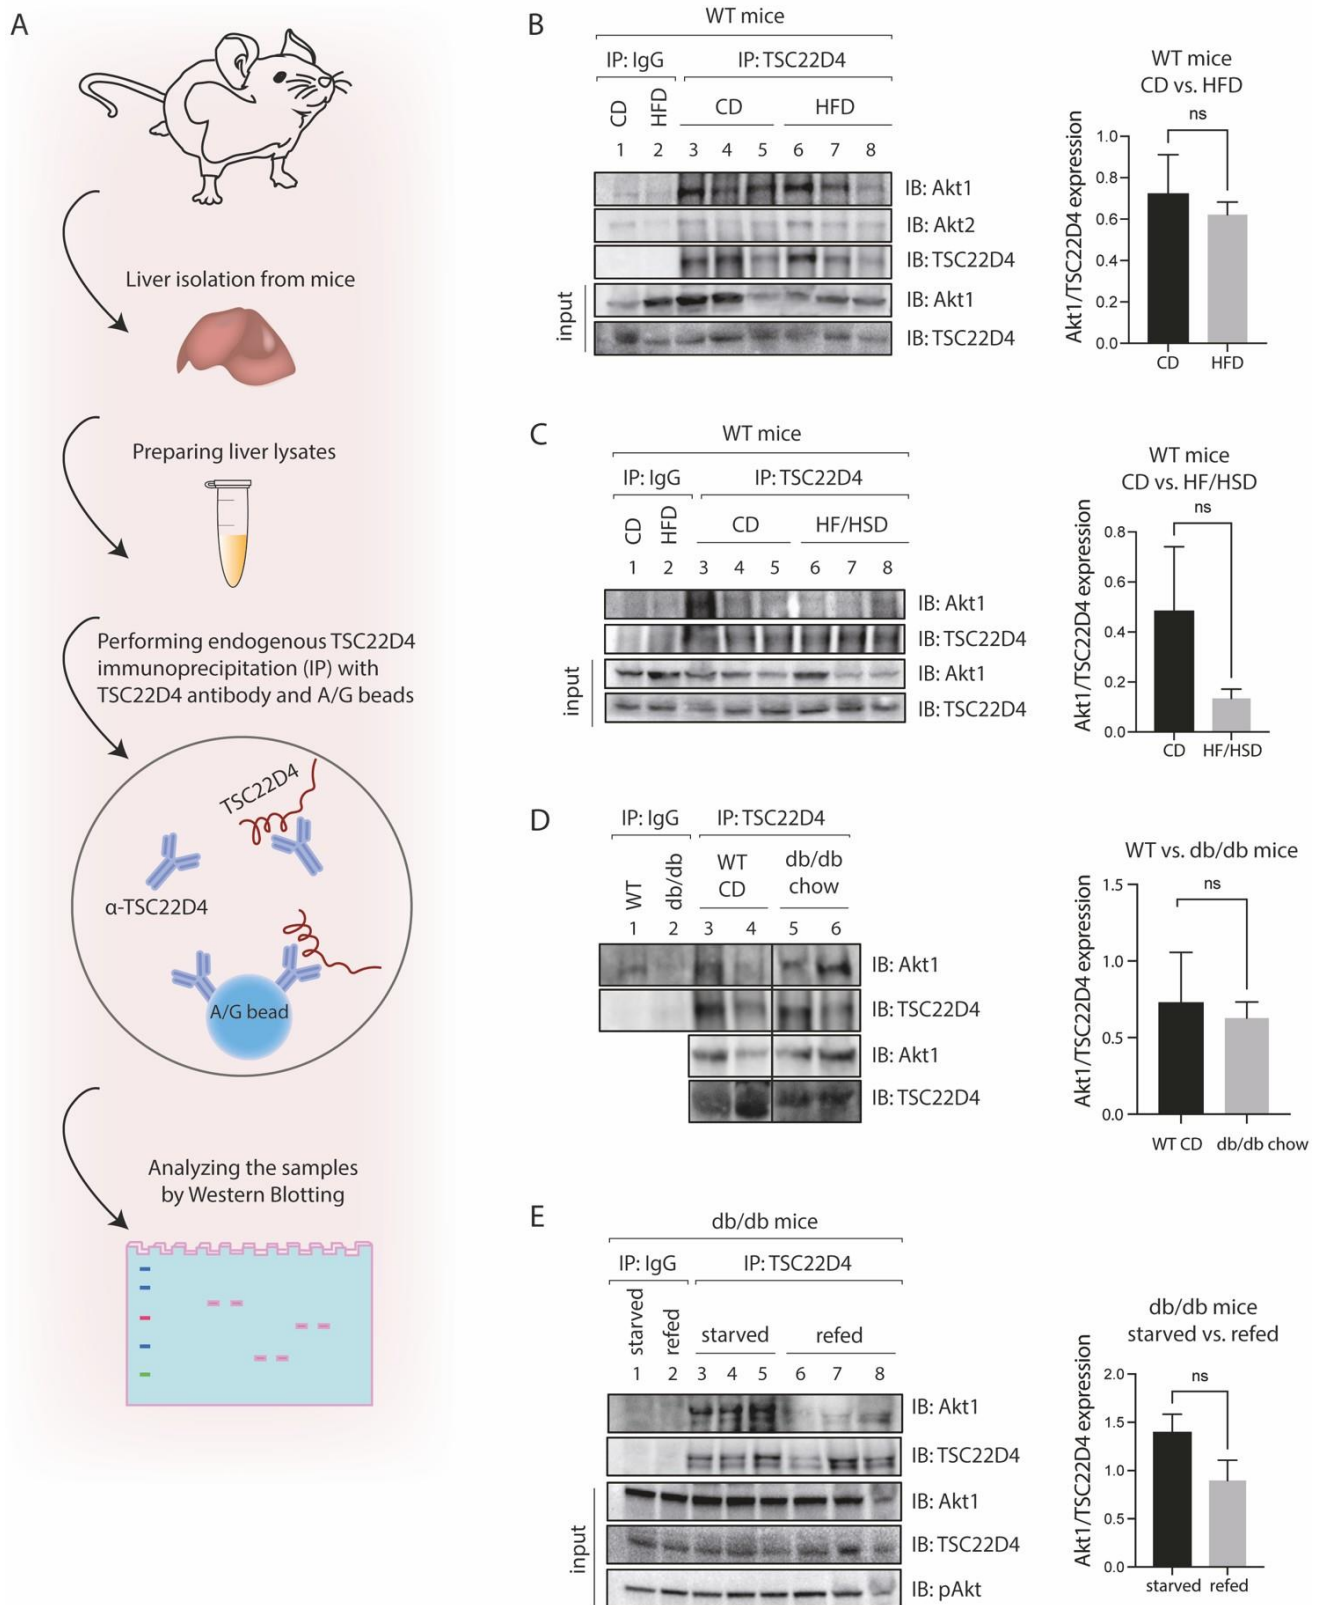 A
Liver isolation from mice
Preparing liver lysates
Performing endogenous TSC22D4
immunoprecipitation (IP) with
TSC22D4 antibody and A/G beads
TSC22D4
α-TSC22D4
A/G bead
Analyzing the samples
by Western Blotting
B
WT mice
IP: IgG IP: TSC22D4
CD HFD CD HFD
1 2 3 4 5 6 7 8
IB: Akt1
IB: Akt2
IB: TSC22D4
input
IB: Akt1
IB: TSC22D4
WT mice
CD vs. HFD
ns
Akt1/TSC22D4 expression
1.0
0.8
0.6
0.4
0.2
0.0
CD HFD
C
WT mice
IP: IgG IP: TSC22D4
CD HFD CD HF/HSD
1 2 3 4 5 6 7 8
IB: Akt1
IB: TSC22D4
input
IB: Akt1
IB: TSC22D4
WT mice
CD vs. HF/HSD
ns
Akt1/TSC22D4 expression
0.8
0.6
0.4
0.2
0.0
CD HF/HSD
D
IP: IgG IP: TSC22D4
WT db/db WT db/db
CD chow
1 2 3 4 5 6
IB: Akt1
IB: TSC22D4
IB: Akt1
IB: TSC22D4
WT vs. db/db mice
ns
Akt1/TSC22D4 expression
1.5
1.0
0.5
0.0
WT CD db/db chow
E
db/db mice
IP: IgG IP: TSC22D4
starved refed starved refed
1 2 3 4 5 6 7 8
IB: Akt1
IB: TSC22D4
input
IB: Akt1
IB: TSC22D4
IB: pAkt
db/db mice
starved vs. refed
ns
Akt1/TSC22D4 expression
2.0
1.5
1.0
0.5
0.0
starved refed